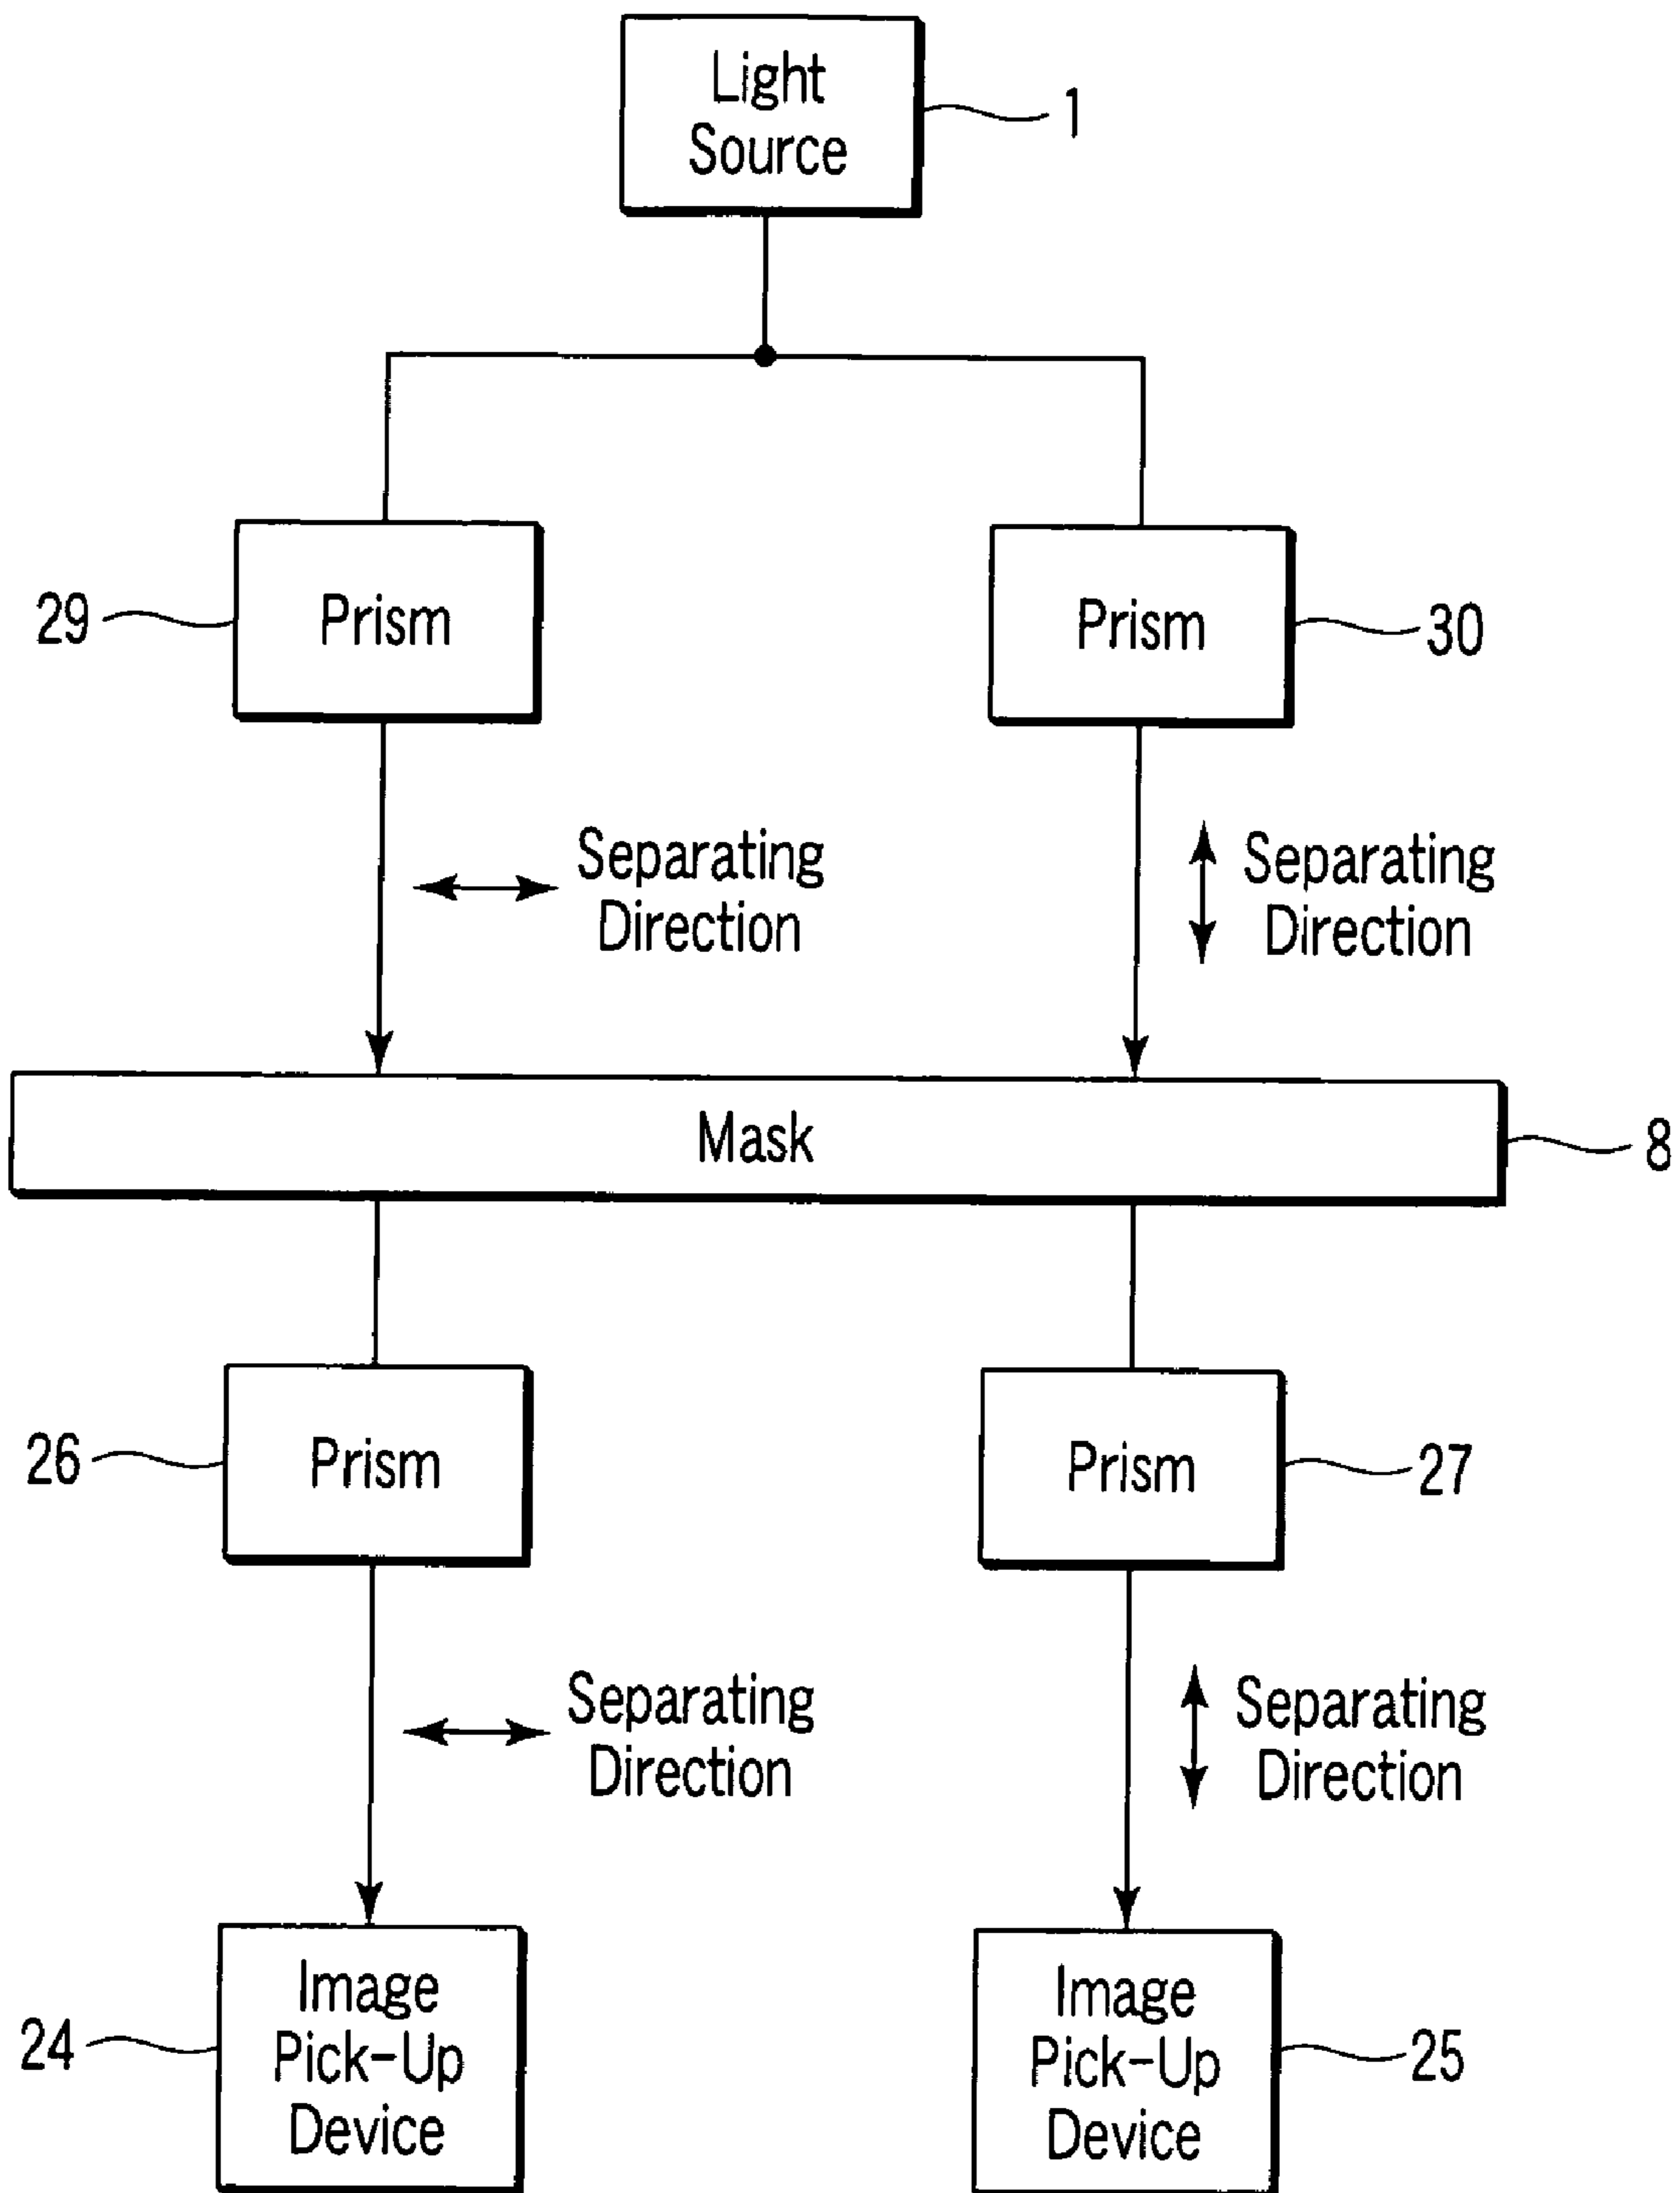 Light
Source
1
29
Prism
Prism
30
Separating
Direction
Separating
Direction
Mask
8
26
Prism
Prism
27
Separating
Direction
Separating
Direction
24
Image
Pick-Up
Device
Image
Pick-Up
Device
25